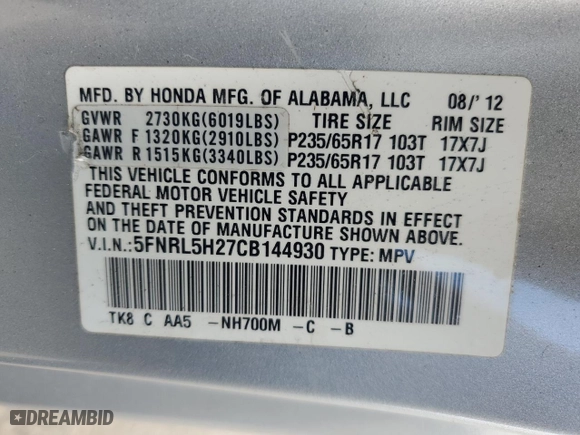 MFD. BY HONDA MFG. OF ALABAMA, LLC 08/'12
GVWR 2730KG(6019LBS) TIRE SIZE RIM SIZE
GAWR F 1320KG(2910LBS) P235/65R17 103T 17X7J
GAWR R 1515KG(3340LBS) P235/65R17 103T 17X7J
THIS VEHICLE CONFORMS TO ALL APPLICABLE
FEDERAL MOTOR VEHICLE SAFETY
AND THEFT PREVENTION STANDARDS IN EFFECT
ON THE DATE OF MANUFACTURE SHOWN ABOVE.
V.I.N.: 5FNRL5H27CB144930 TYPE: MPV
TK8 C AA5 -NH700M -C -B
DREAMBID